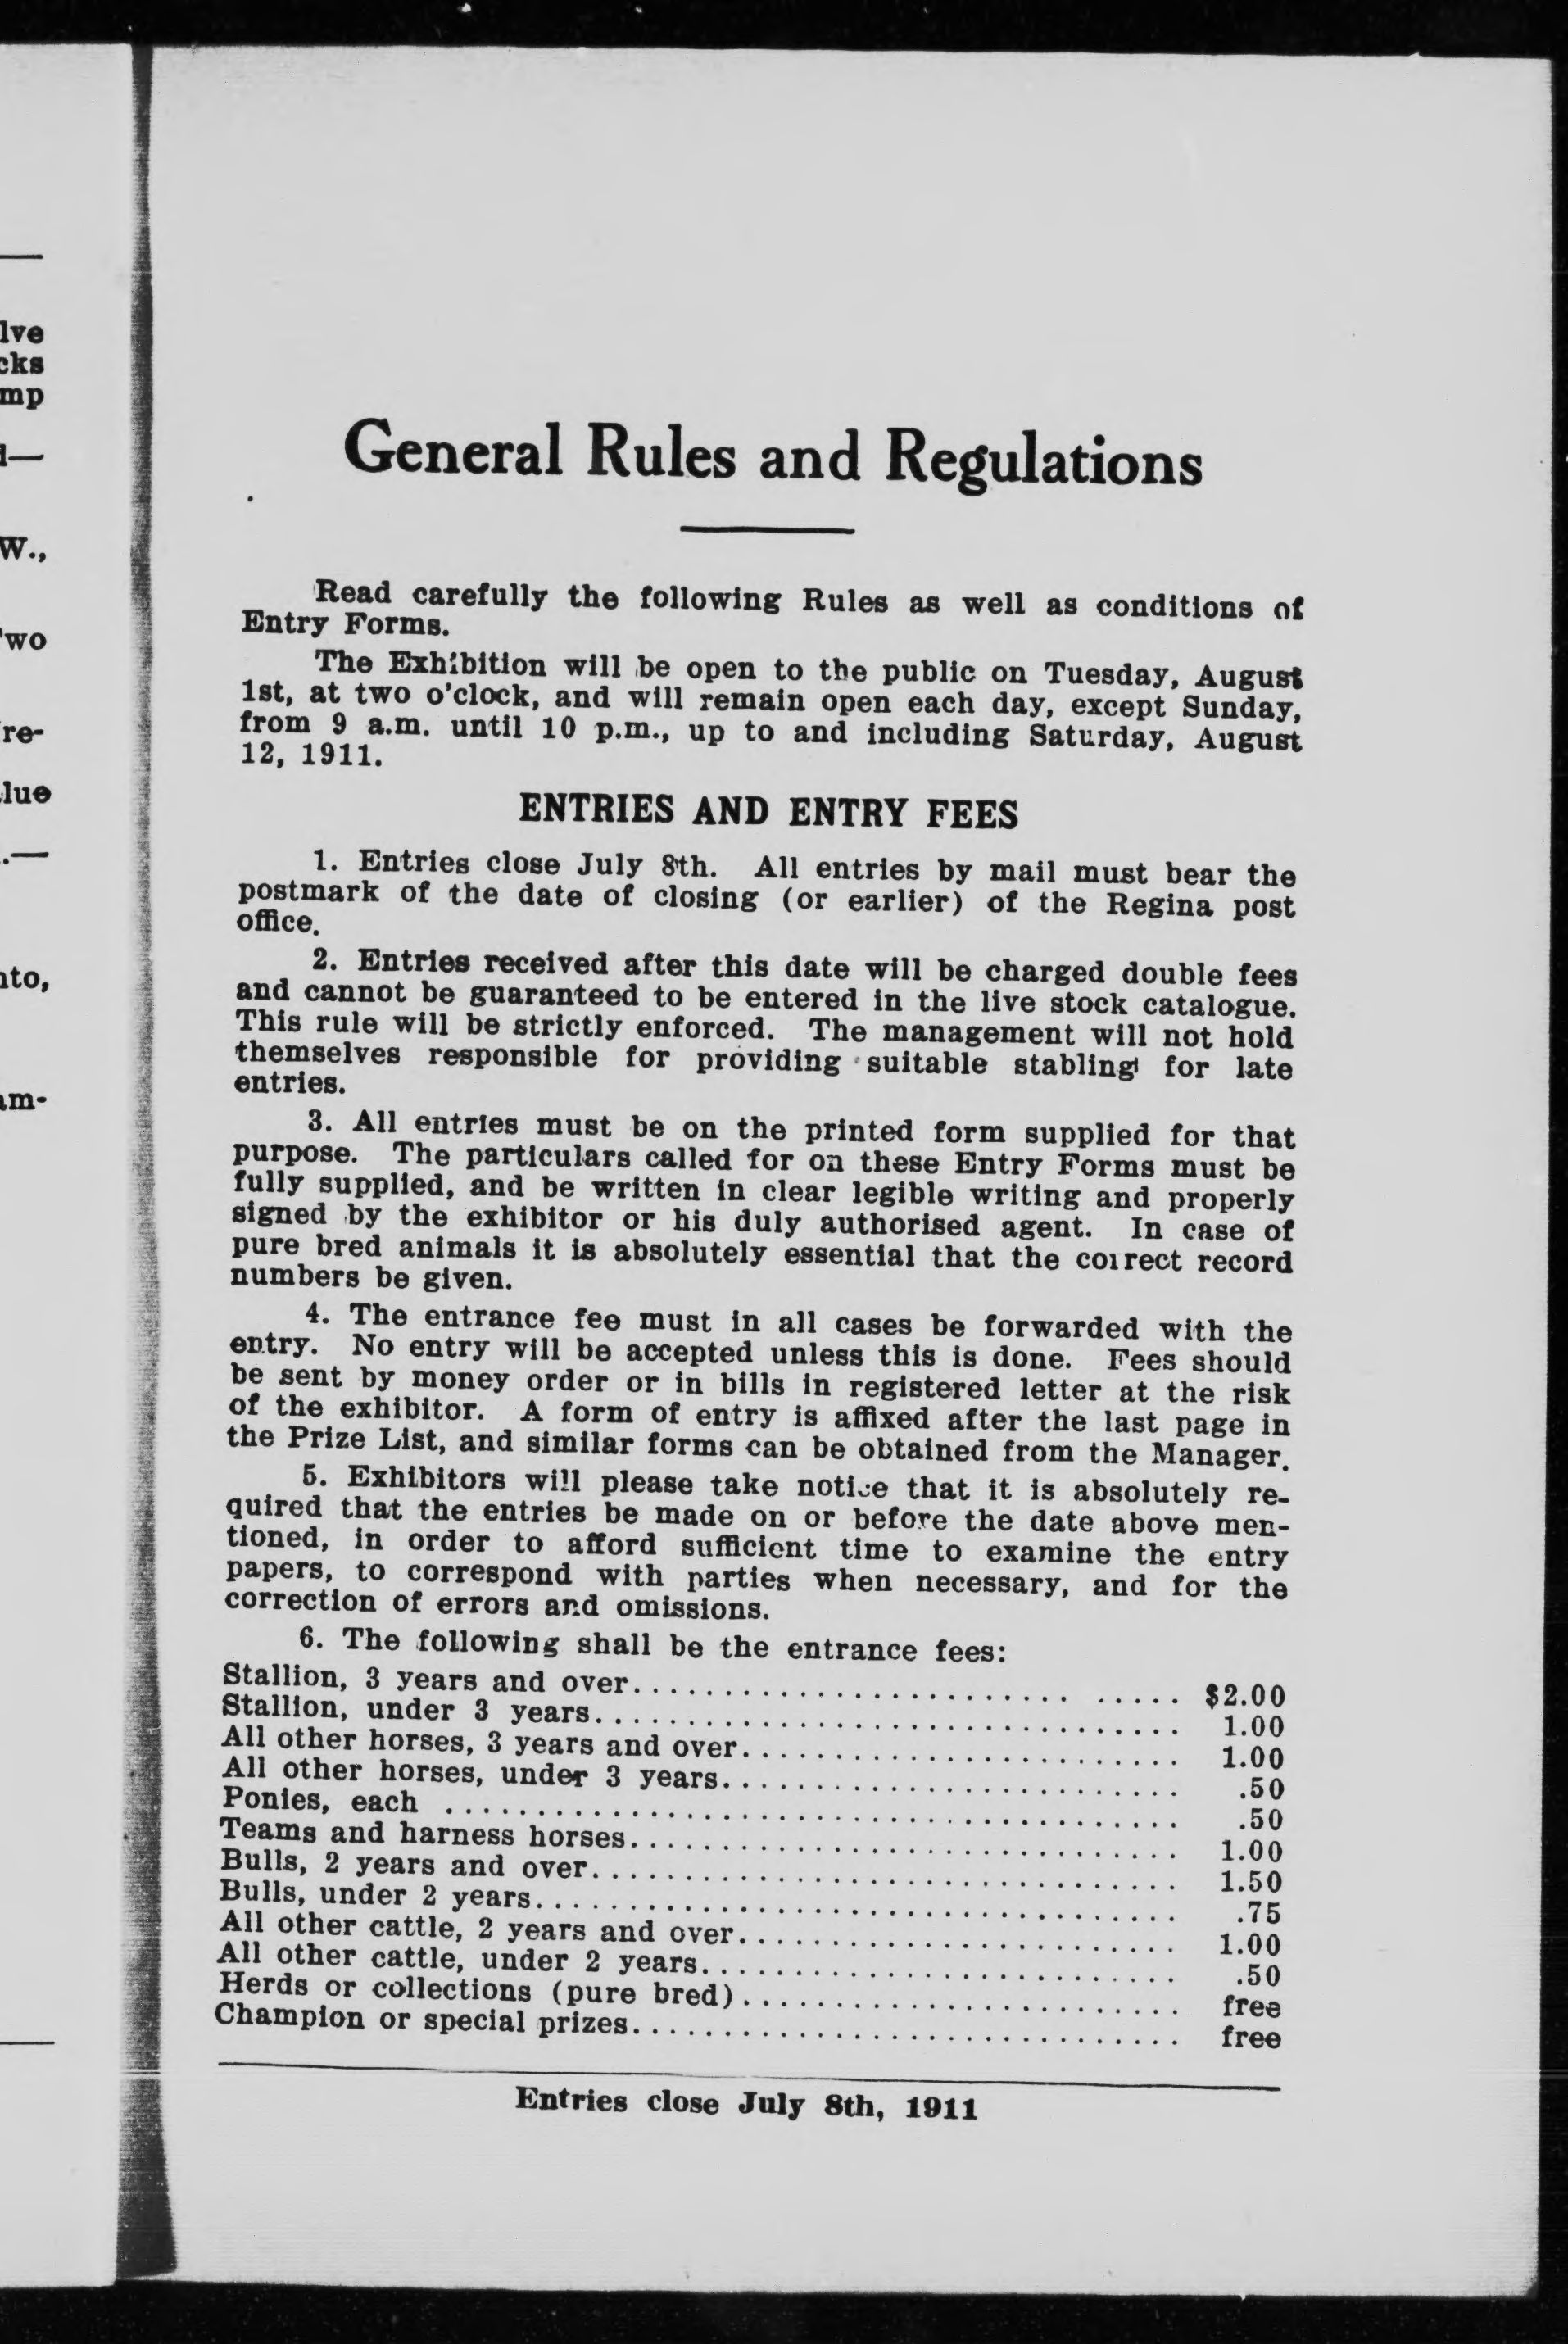 lve
cks
mp
l—
W.,
Two
re-
lue
.—
nto,
am-
General Rules and Regulations
Read carefully the following Rules as well as conditions of
Entry Forms.
The Exhibition will be open to the public on Tuesday, August
1st, at two o'clock, and will remain open each day, except Sunday,
from 9 a.m. until 10 p.m., up to and including Saturday, August
12, 1911.
ENTRIES AND ENTRY FEES
1. Entries close July 8th. All entries by mail must bear the
postmark of the date of closing (or earlier) of the Regina post
office.
2. Entries received after this date will be charged double fees
and cannot be guaranteed to be entered in the live stock catalogue.
This rule will be strictly enforced. The management will not hold
themselves responsible for providing suitable stabling for late
entries.
3. All entries must be on the printed form supplied for that
purpose. The particulars called for on these Entry Forms must be
fully supplied, and be written in clear legible writing and properly
signed by the exhibitor or his duly authorised agent. In case of
pure bred animals it is absolutely essential that the correct record
numbers be given.
4. The entrance fee must in all cases be forwarded with the
entry. No entry will be accepted unless this is done. Fees should
be sent by money order or in bills in registered letter at the risk
of the exhibitor. A form of entry is affixed after the last page in
the Prize List, and similar forms can be obtained from the Manager.
5. Exhibitors will please take notice that it is absolutely re-
quired that the entries be made on or before the date above men-
tioned, in order to afford sufficient time to examine the entry
papers, to correspond with parties when necessary, and for the
correction of errors and omissions.
6. The following shall be the entrance fees:
Stallion, 3 years and over.............................. $2.00
Stallion, under 3 years................................. 1.00
All other horses, 3 years and over......................... 1.00
All other horses, under 3 years.......................... .50
Ponies, each ........................................ .50
Teams and harness horses............................... 1.00
Bulls, 2 years and over................................. 1.50
Bulls, under 2 years.................................... .75
All other cattle, 2 years and over......................... 1.00
All other cattle, under 2 years........................... .50
Herds or collections (pure bred)......................... free
Champion or special prizes............................... free
Entries close July 8th, 1911